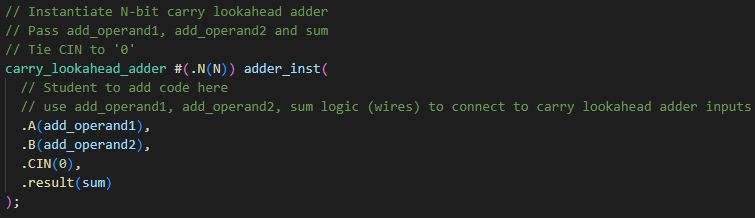 // Instantiate N-bit carry lookahead adder
// Pass add_operand1, add_operand2 and sum
// Tie CIN to '0'
carry_lookahead_adder #(.N(N)) adder_inst(
  // Student to add code here
  // use add_operand1, add_operand2, sum logic (wires) to connect to carry lookahead adder inputs
  .A(add_operand1),
  .B(add_operand2),
  .CIN(0),
  .result(sum)
);